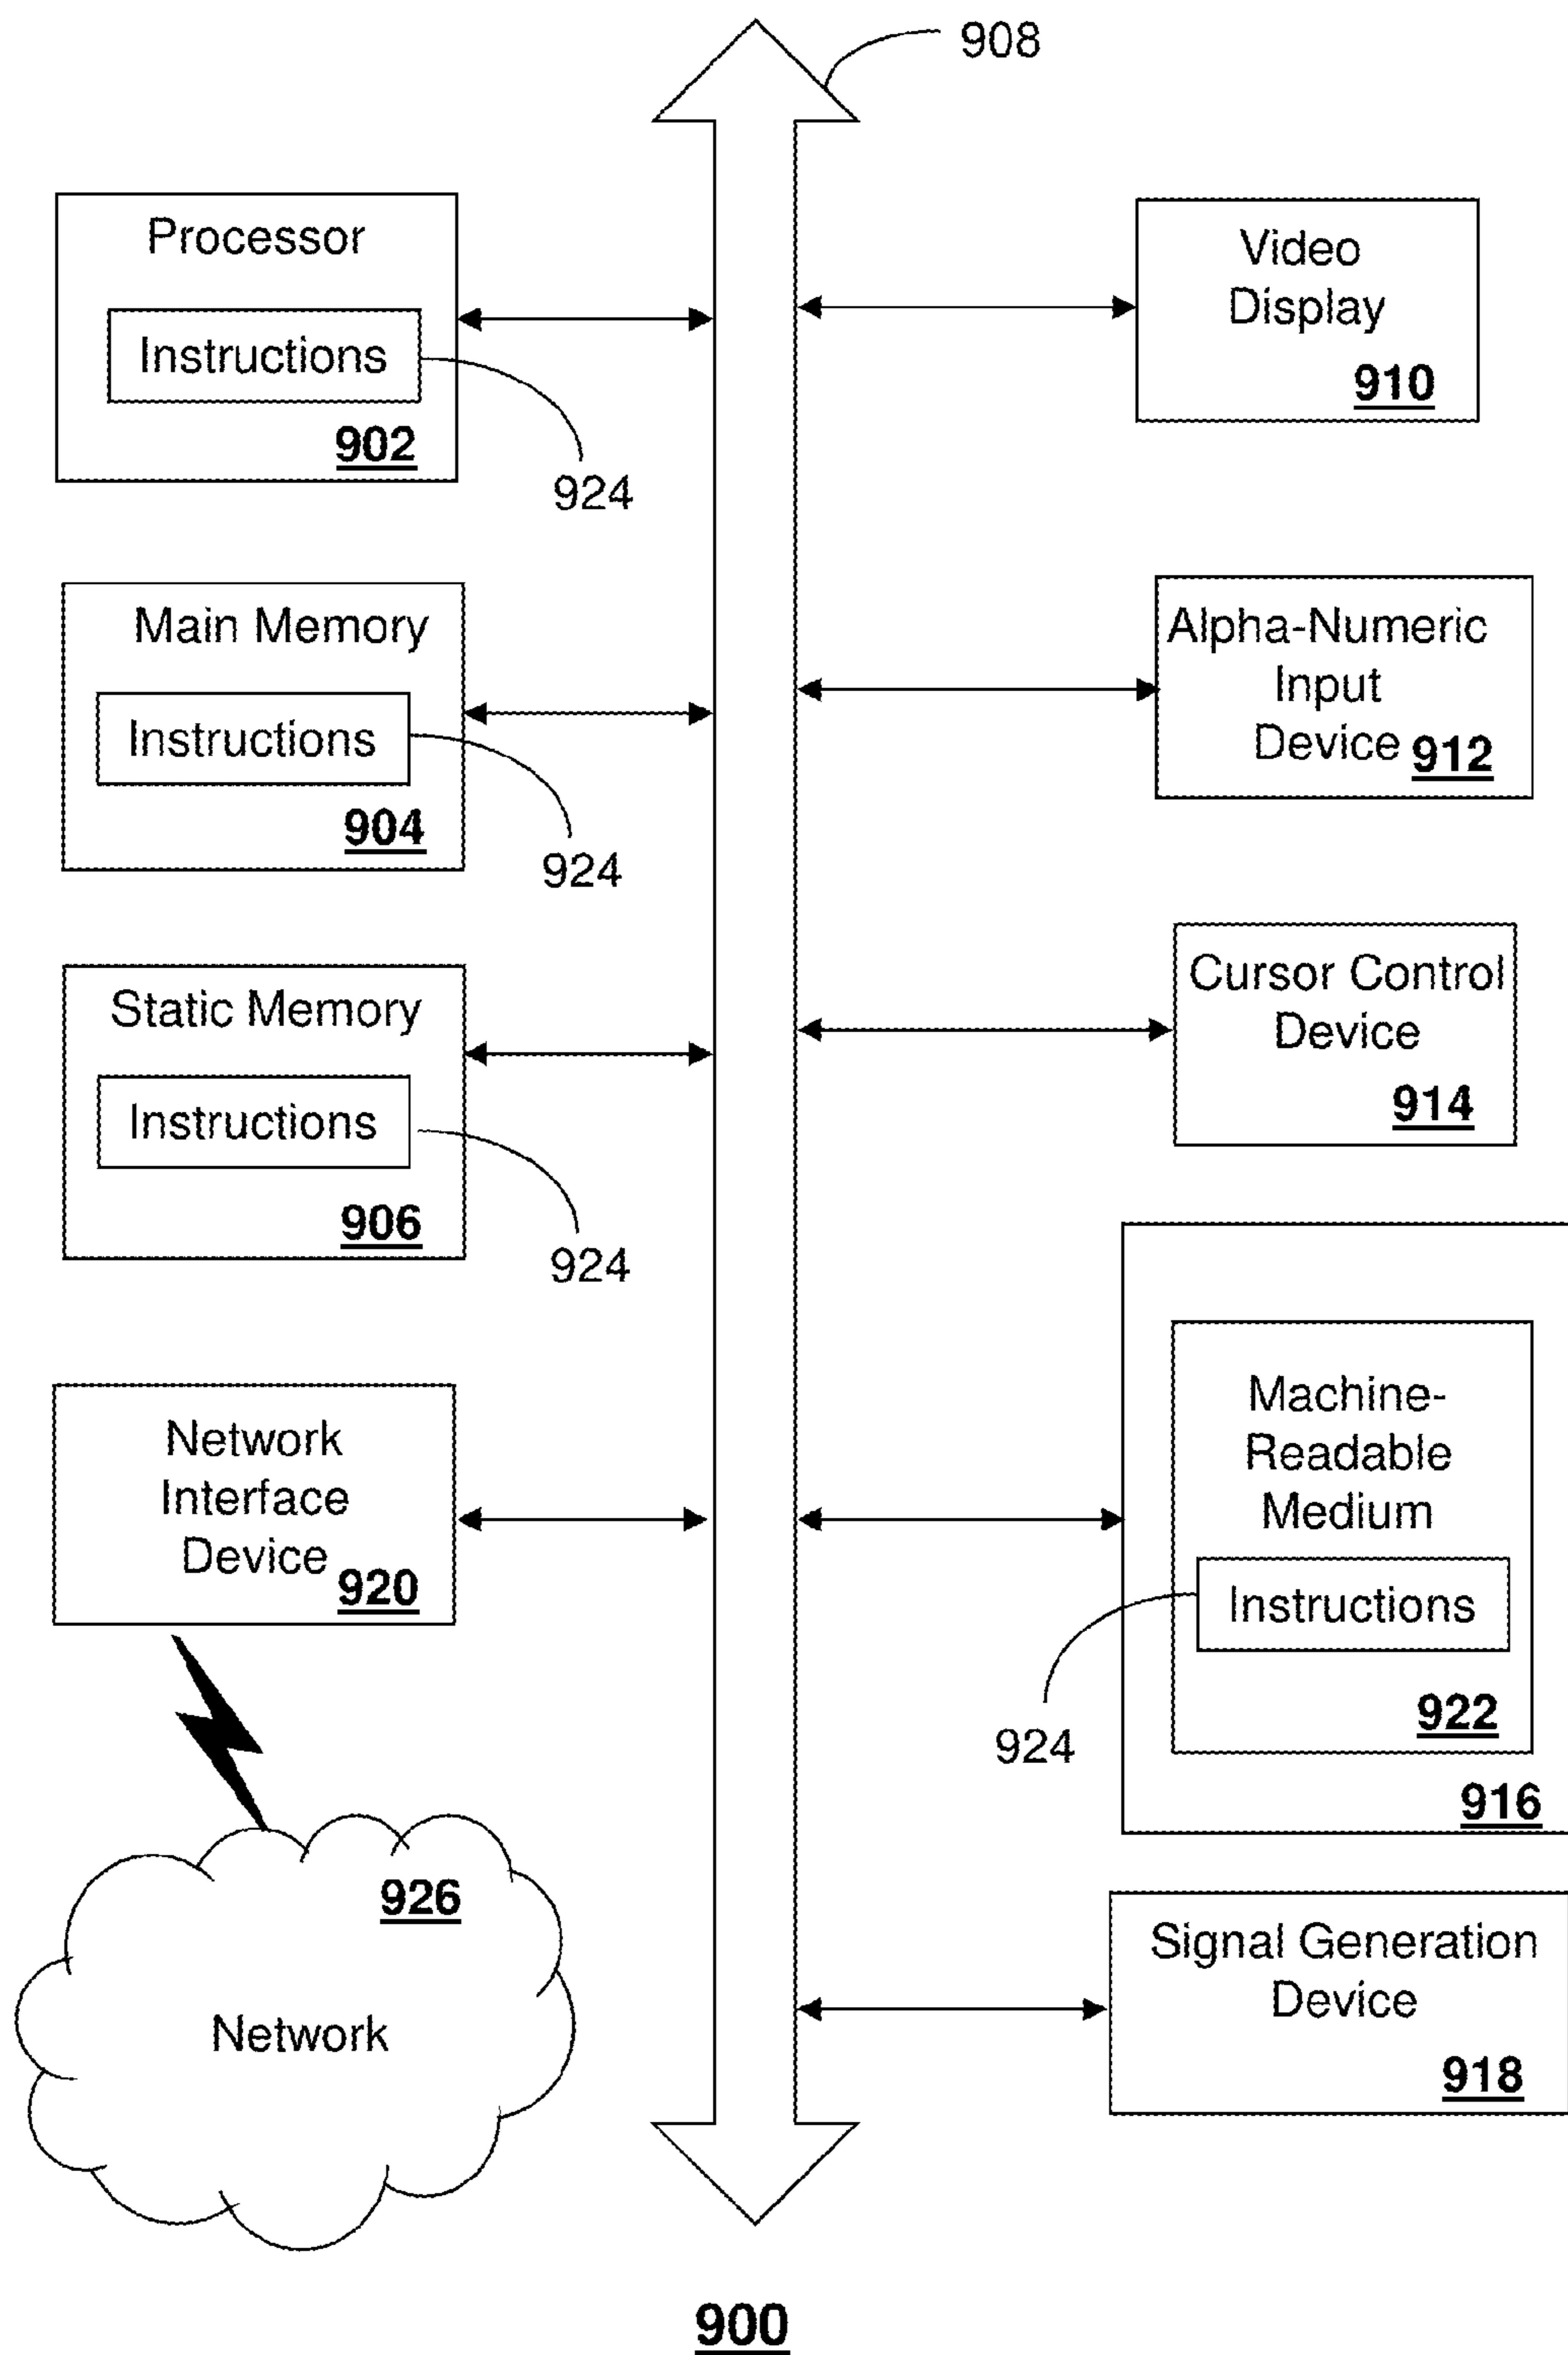 908
Processor
Instructions
902
924
Main Memory
Instructions
904
924
Static Memory
Instructions
906
924
Network
Interface
Device
920
926
Network
Video
Display
910
Alpha-Numeric
Input
Device 912
Cursor Control
Device
914
Machine-
Readable
Medium
Instructions
924
922
916
Signal Generation
Device
918
900